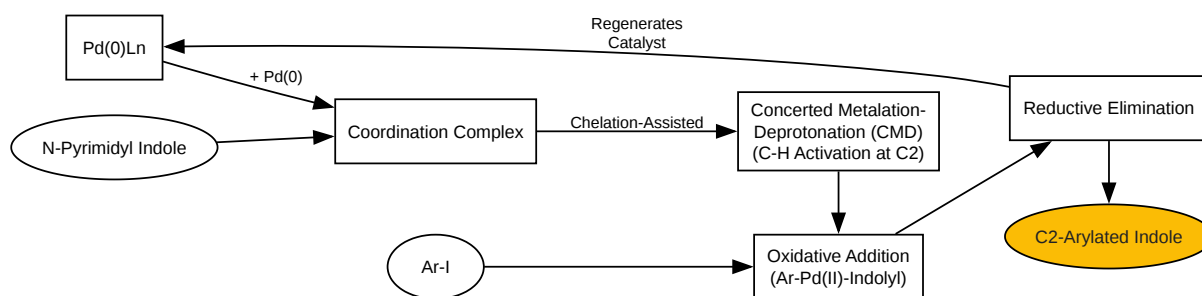 Regenerates
Catalyst
Pd(0)Ln
+ Pd(0)
N-Pyrimidyl Indole
Coordination Complex
Chelation-Assisted
Concerted Metalation-
Deprotonation (CMD)
(C-H Activation at C2)
Reductive Elimination
Ar-I
Oxidative Addition
(Ar-Pd(II)-Indolyl)
C2-Arylated Indole